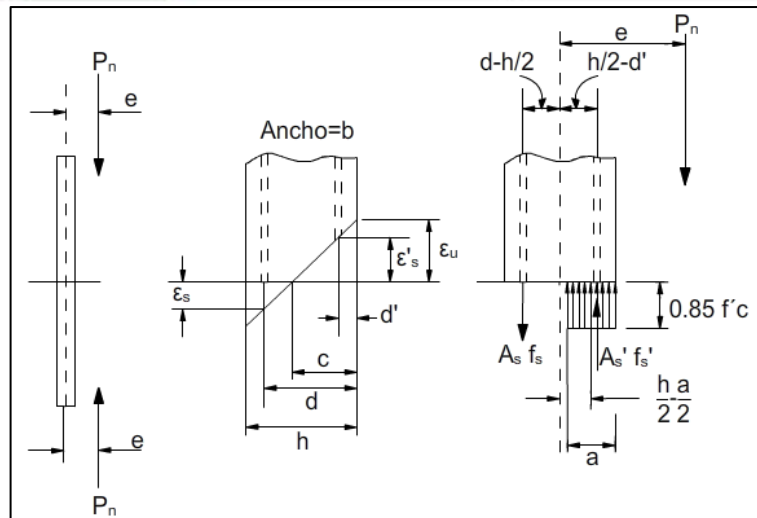 Pn
e
e
Pn
Ancho=b
εs
ε's
εu
d'
c
d
h
e
Pn
d-h/2
h/2-d'
0.85 f´c
As fs
As' fs'
h/2-a/2
a